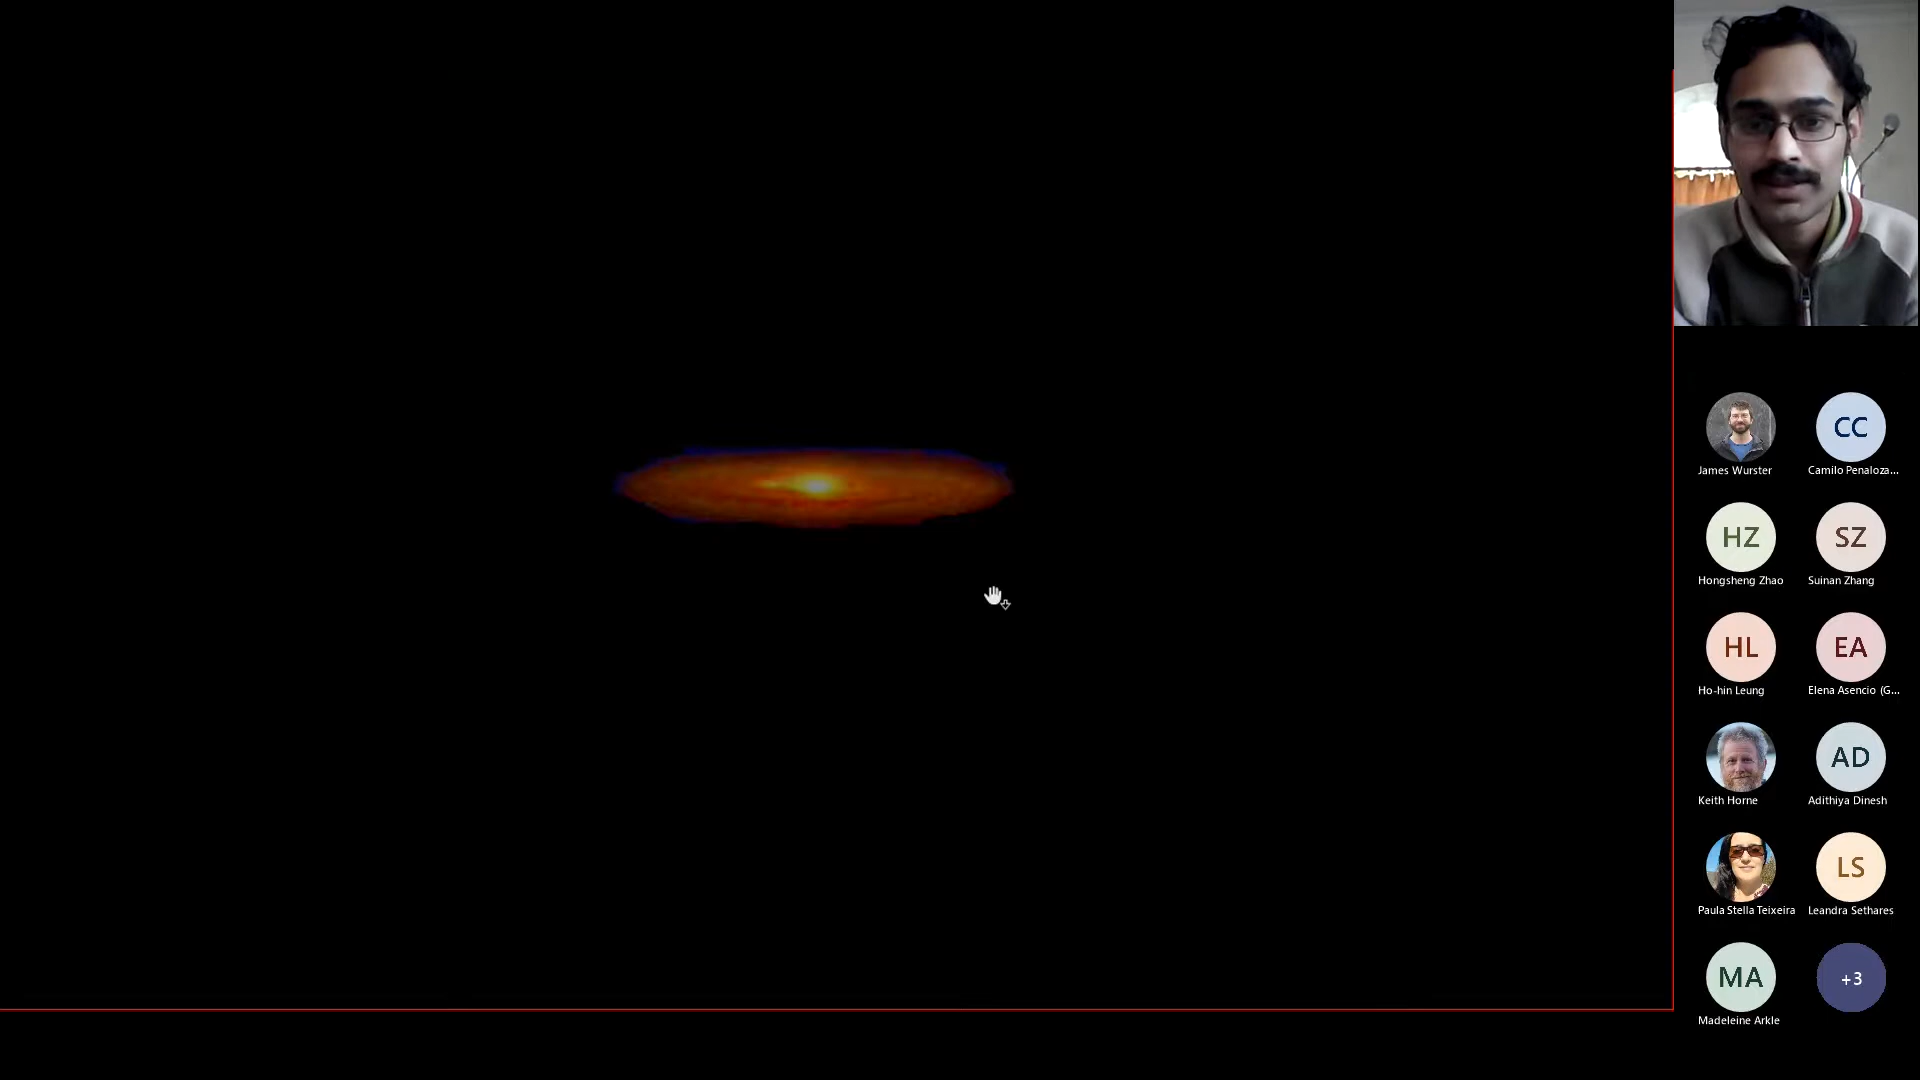 CC
James Wurster
Camilo Penaloza...
HZ
SZ
Hongsheng Zhao
Suinan Zhang
HL
EA
Ho-hin Leung
Elena Asencio (G...
AD
Keith Horne
Adithiya Dinesh
LS
Paula Stella Teixeira
Leandra Sethares
MA
+3
Madeleine Arkle